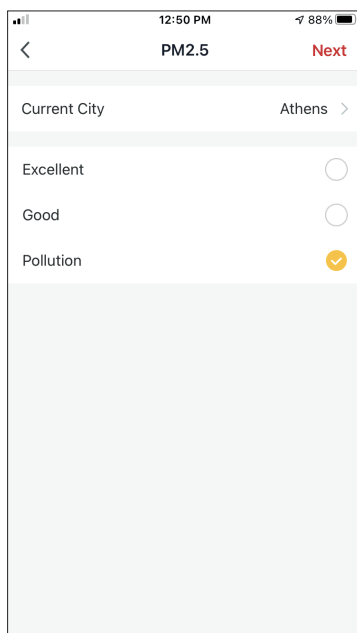 12:50 PM 88%
PM2.5 Next
Current City Athens
Excellent
Good
Pollution